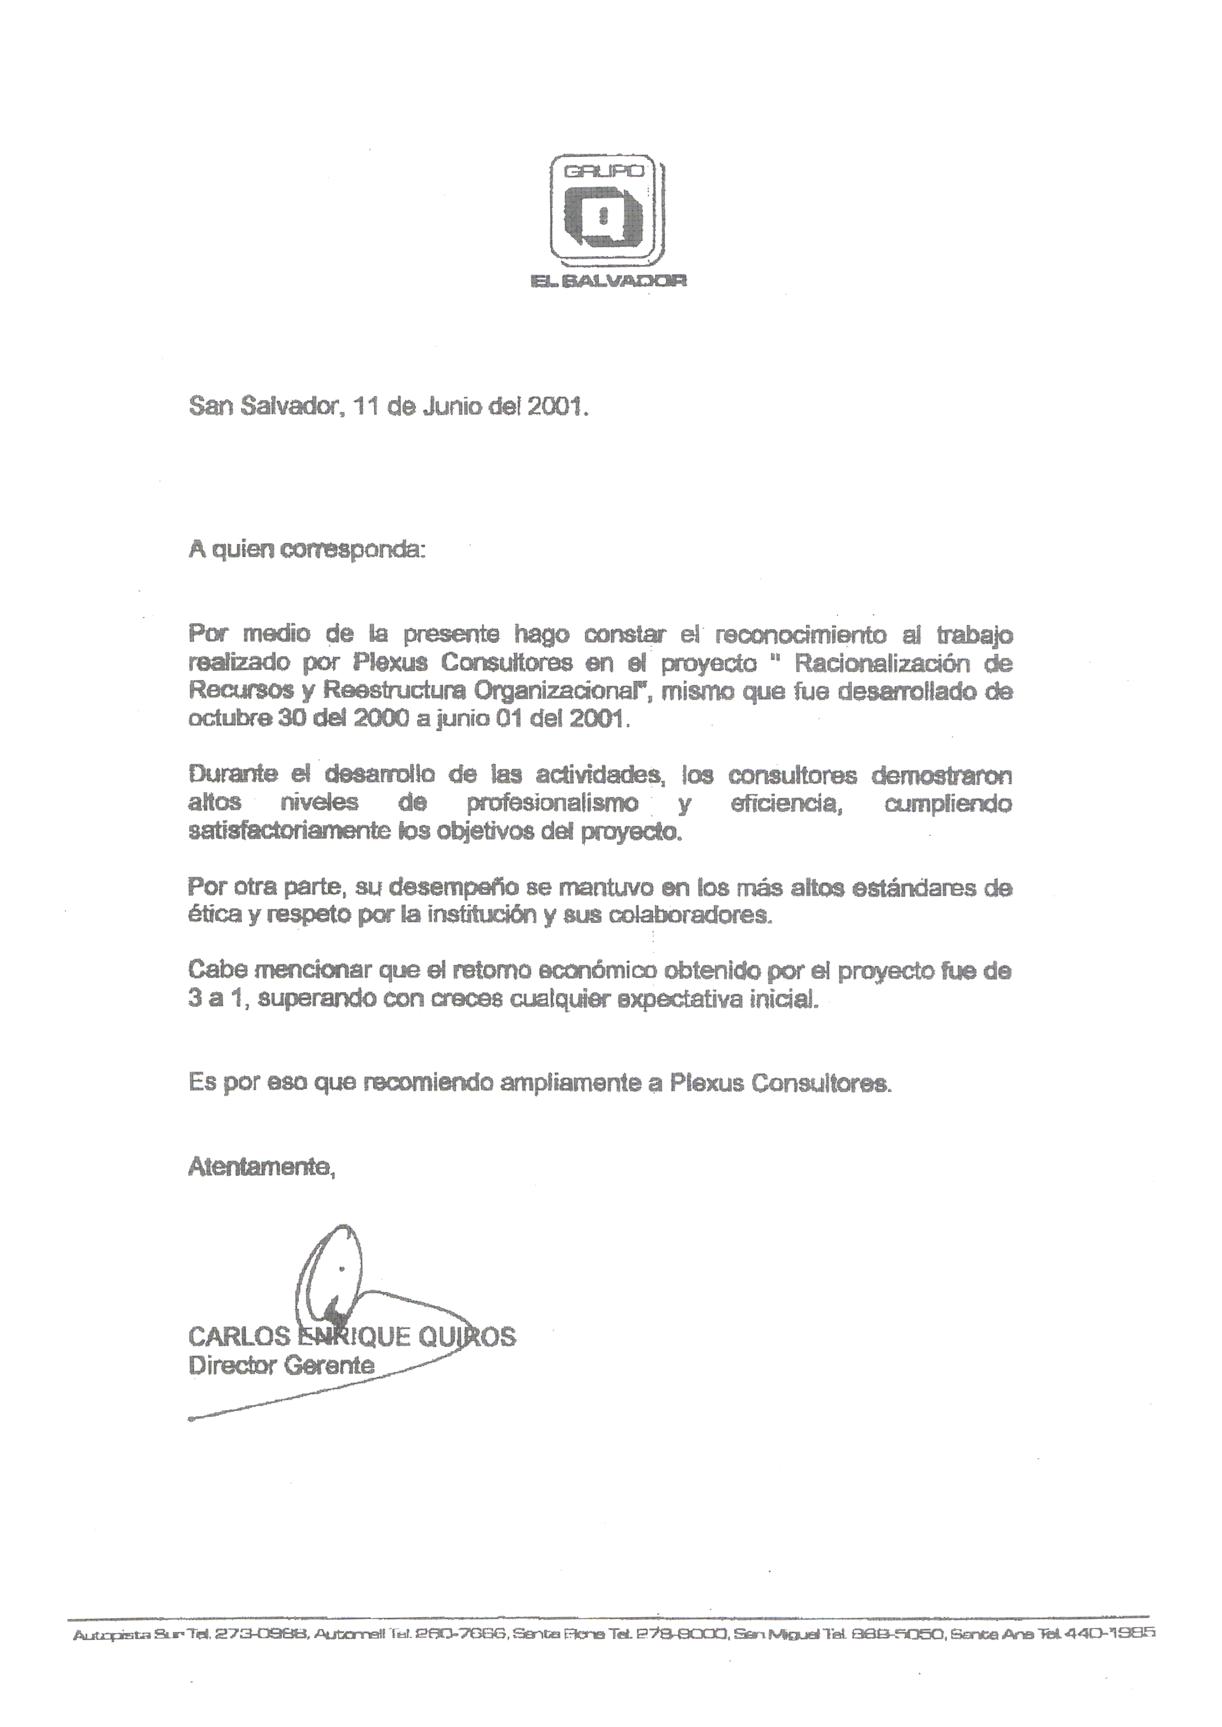 GRUPO
Q
EL SALVADOR
San Salvador, 11 de Junio del 2001.
A quien corresponda:
Por medio de la presente hago constar el reconocimiento al trabajo
realizado por Plexus Consultores en el proyecto " Racionalización de
Recursos y Reestructura Organizacional", mismo que fue desarrollado de
octubre 30 del 2000 a junio 01 del 2001.
Durante el desarrollo de las actividades, los consultores demostraron
altos niveles de profesionalismo y eficiencia, cumpliendo
satisfactoriamente los objetivos del proyecto.
Por otra parte, su desempeño se mantuvo en los más altos estándares de
ética y respeto por la institución y sus colaboradores.
Cabe mencionar que el retorno económico obtenido por el proyecto fue de
3 a 1, superando con creces cualquier expectativa inicial.
Es por eso que recomiendo ampliamente a Plexus Consultores.
Atentamente,
CARLOS ENRIQUE QUIROS
Director Gerente
Autopista Sur Tel. 273-0988, Automall Tel. 260-7666, Santa Tel. San Miguel Tel. Santa Ana Tel. 440-1985